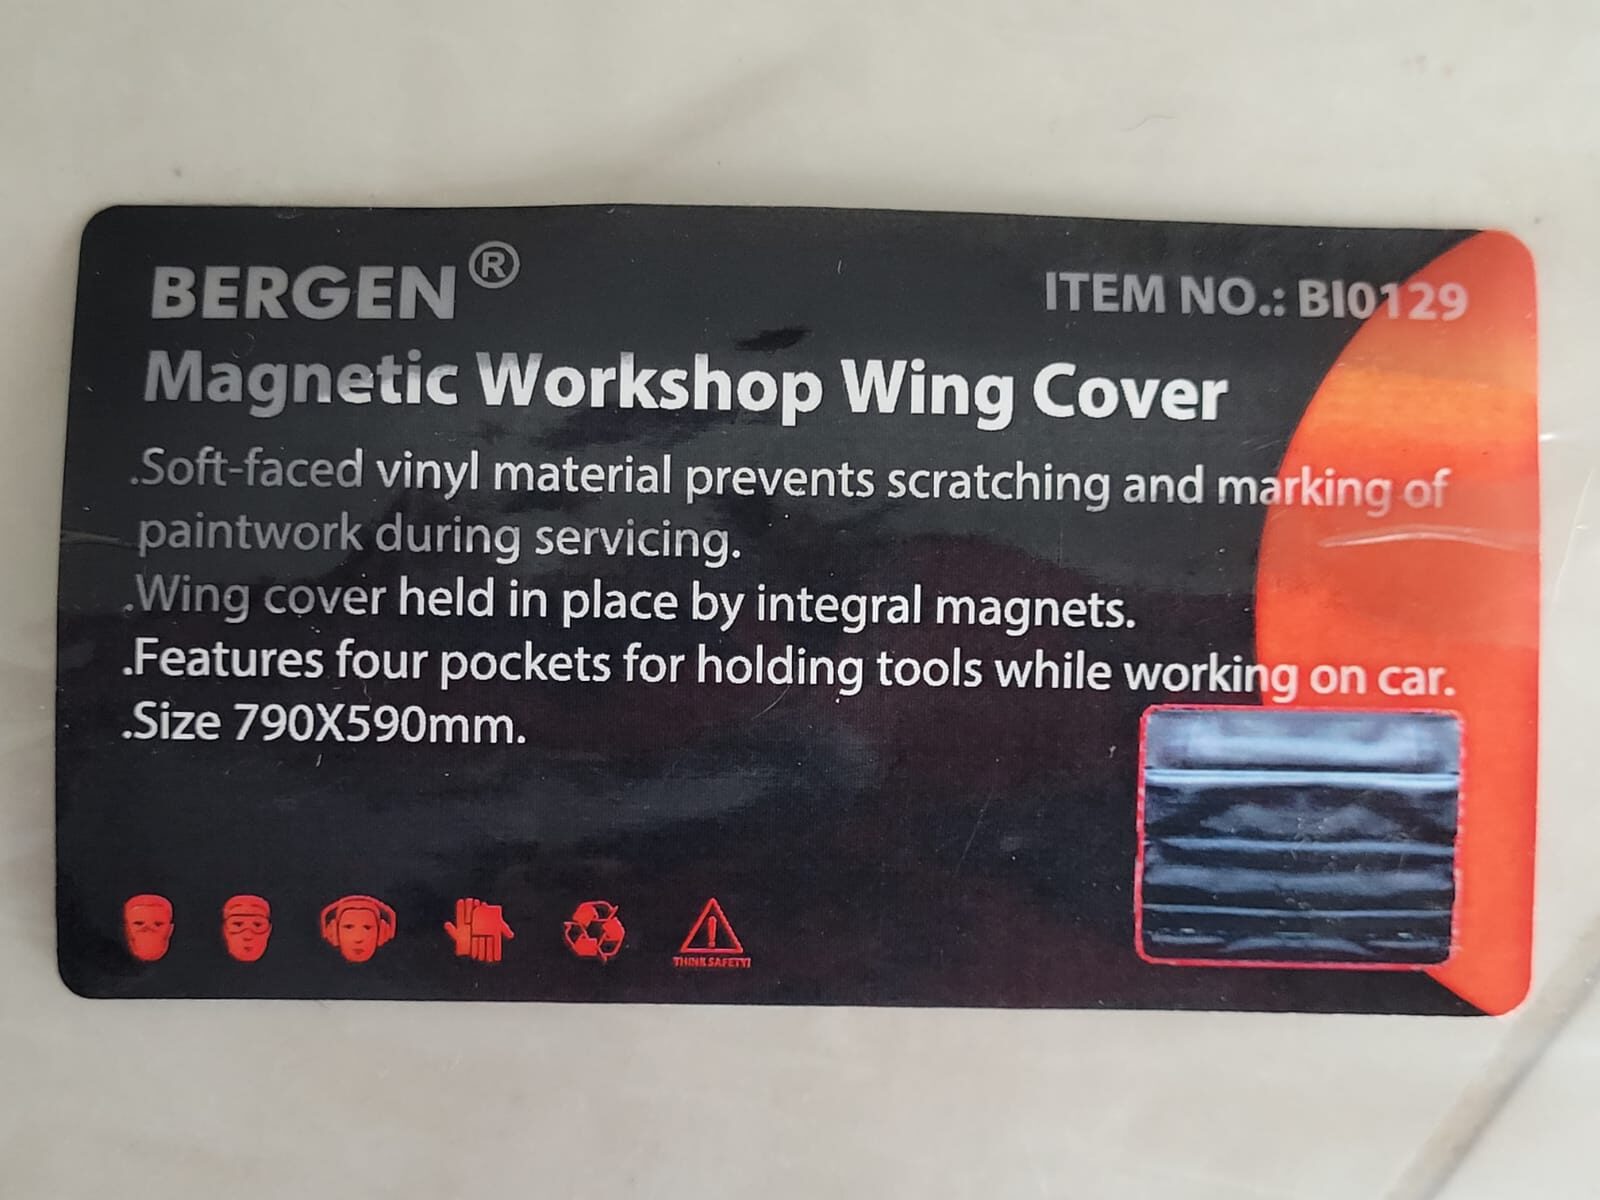 BERGEN®
ITEM NO.: BI0129
Magnetic Workshop Wing Cover
.Soft-faced vinyl material prevents scratching and marking of
paintwork during servicing.
.Wing cover held in place by integral magnets.
.Features four pockets for holding tools while working on car.
.Size 790X590mm.
THINK SAFETY!